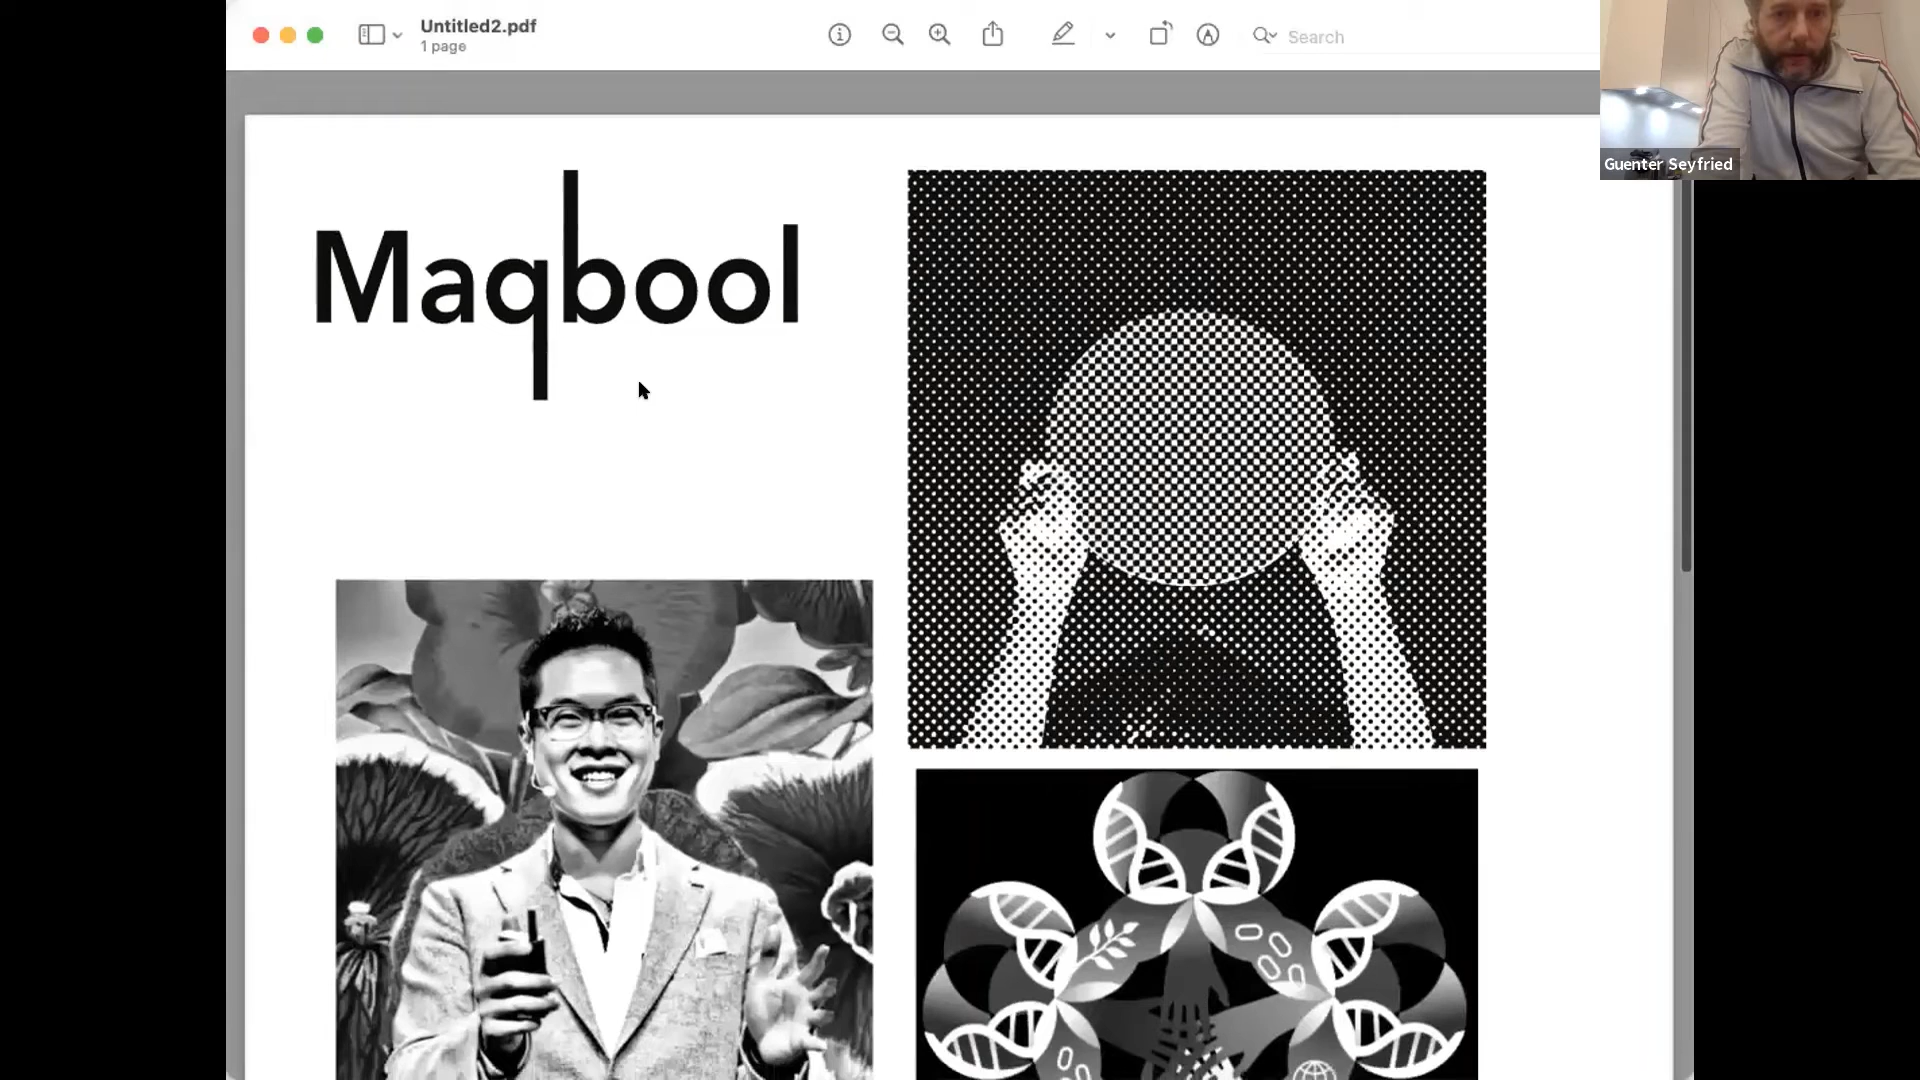 Untitled2.pdf
1 page
Search
Guenter Seyfried
Maqbool